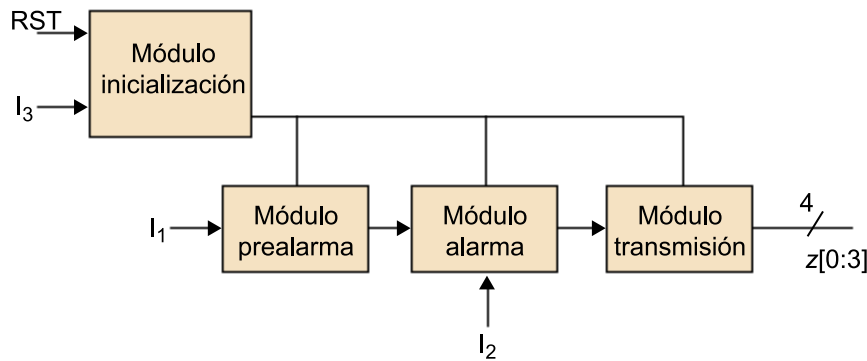 RST
Módulo
inicialización
I3
I1
Módulo
prealarma
Módulo
alarma
Módulo
transmisión
4
z[0:3]
I2